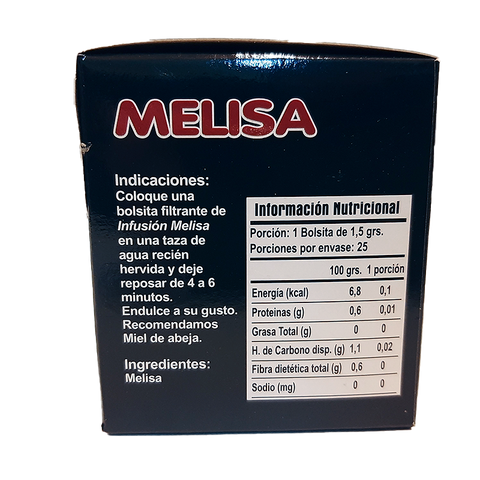 MELISA
Indicaciones:
Coloque una
bolsita filtrante de
Infusión Melisa
en una taza de
agua recién
hervida y deje
reposar de 4 a 6
minutos.
Endulce a su gusto.
Recomendamos
Miel de abeja.
Ingredientes:
Melisa
Información Nutricional
Porción: 1 Bolsita de 1,5 grs.
Porciones por envase: 25
100 grs. 1 porción
Energía (kcal) 6,8 0,1
Proteinas (g) 0,6 0,01
Grasa Total (g) 0 0
H. de Carbono disp. (g) 1,1 0,02
Fibra dietética total (g) 0,6 0
Sodio (mg) 0 0